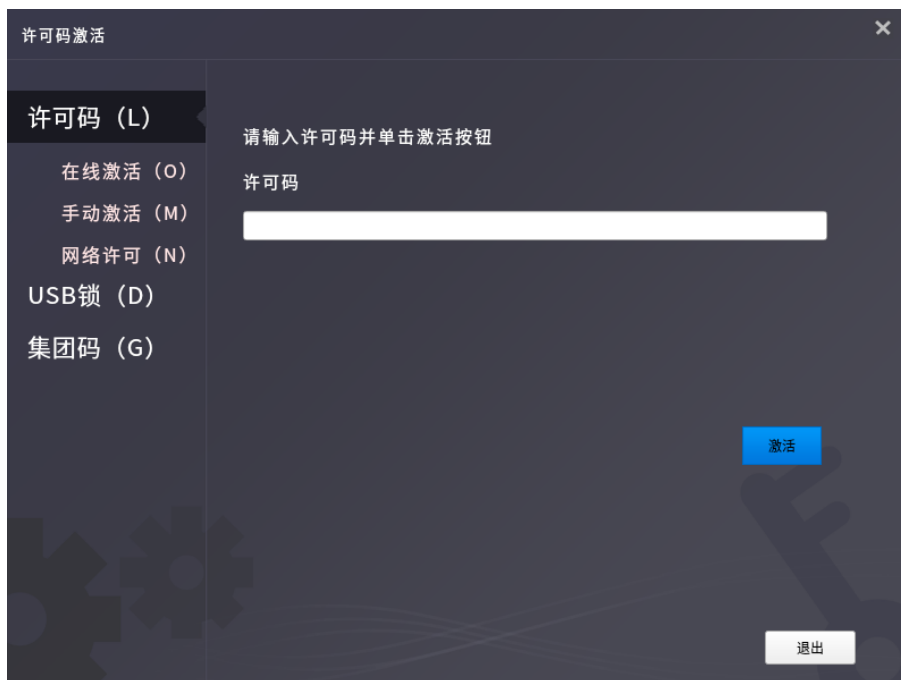 许可码激活
许可码（L）
在线激活（O）
手动激活（M）
网络许可（N）
USB锁（D）
集团码（G）
请输入许可码并单击激活按钮
许可码
激活
退出